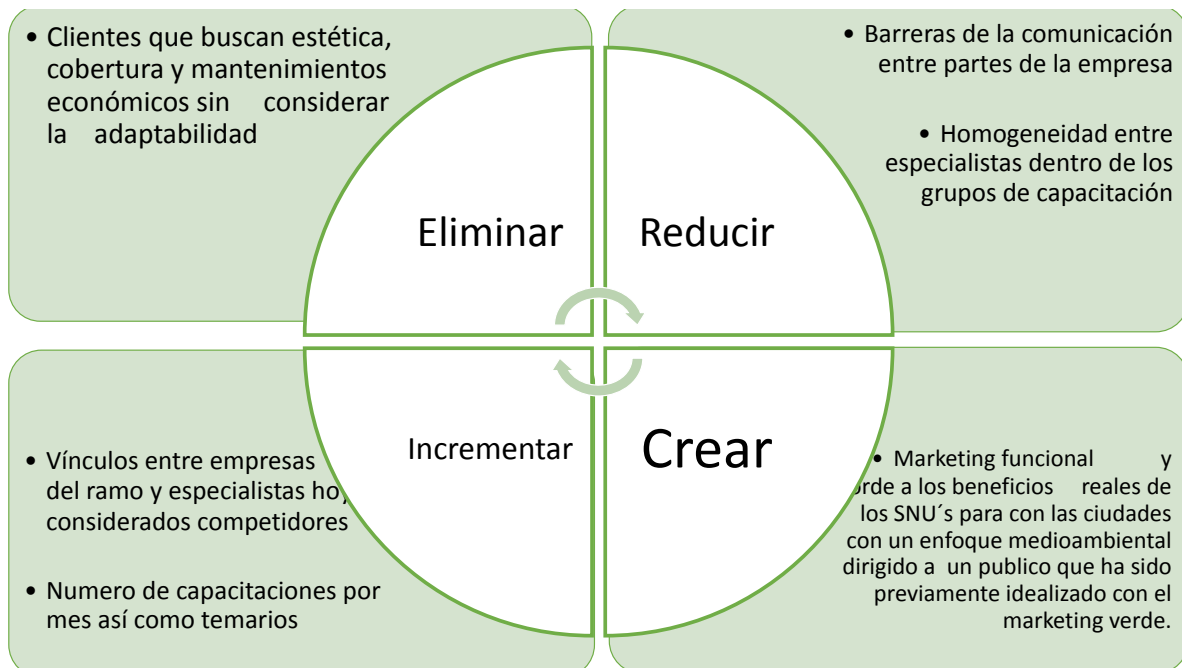 • Clientes que buscan estética,
cobertura y mantenimientos
económicos sin considerar
la adaptabilidad
• Barreras de la comunicación
entre partes de la empresa
• Homogeneidad entre
especialistas dentro de los
grupos de capacitación
Eliminar
Reducir
Incrementar
Crear
• Vínculos entre empresas
del ramo y especialistas
considerados competidores
• Numero de capacitaciones por
mes así como temarios
• Marketing funcional y
a los beneficios reales de
los SNU´s para con las ciudades
con un enfoque medioambiental
dirigido a un publico que ha sido
previamente idealizado con el
marketing verde.